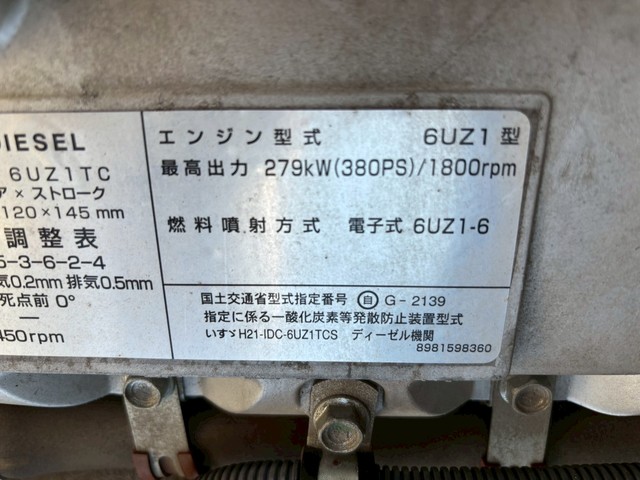 DIESEL
6UZ1TC
ア×ストローク
120×145mm
調整表
5-3-6-2-4
気0.2mm 排気0.5mm
死点前 0°
—
450rpm
エンジン型式 6UZ1型
最高出力 279kW(380PS)/1800rpm
燃料噴射方式 電子式 6UZ1-6
国土交通省型式指定番号 自 G-2139
指定に係る一酸化炭素等発散防止装置型式
いすゞH21-IDC-6UZ1TCS ディーゼル機関
8981598360